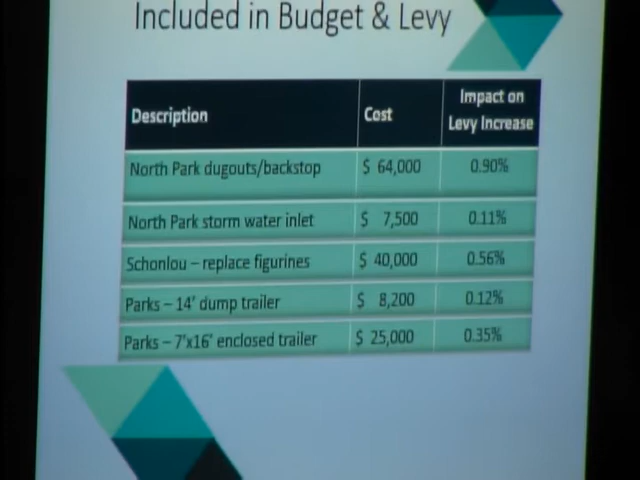 Included in Budget & Levy
Description Cost Impact on Levy Increase
North Park dugouts/backstop $ 64,000 0.90%
North Park storm water inlet $ 7,500 0.11%
Schonlou – replace figurines $ 40,000 0.56%
Parks – 14' dump trailer $ 8,200 0.12%
Parks – 7'x16' enclosed trailer $ 25,000 0.35%